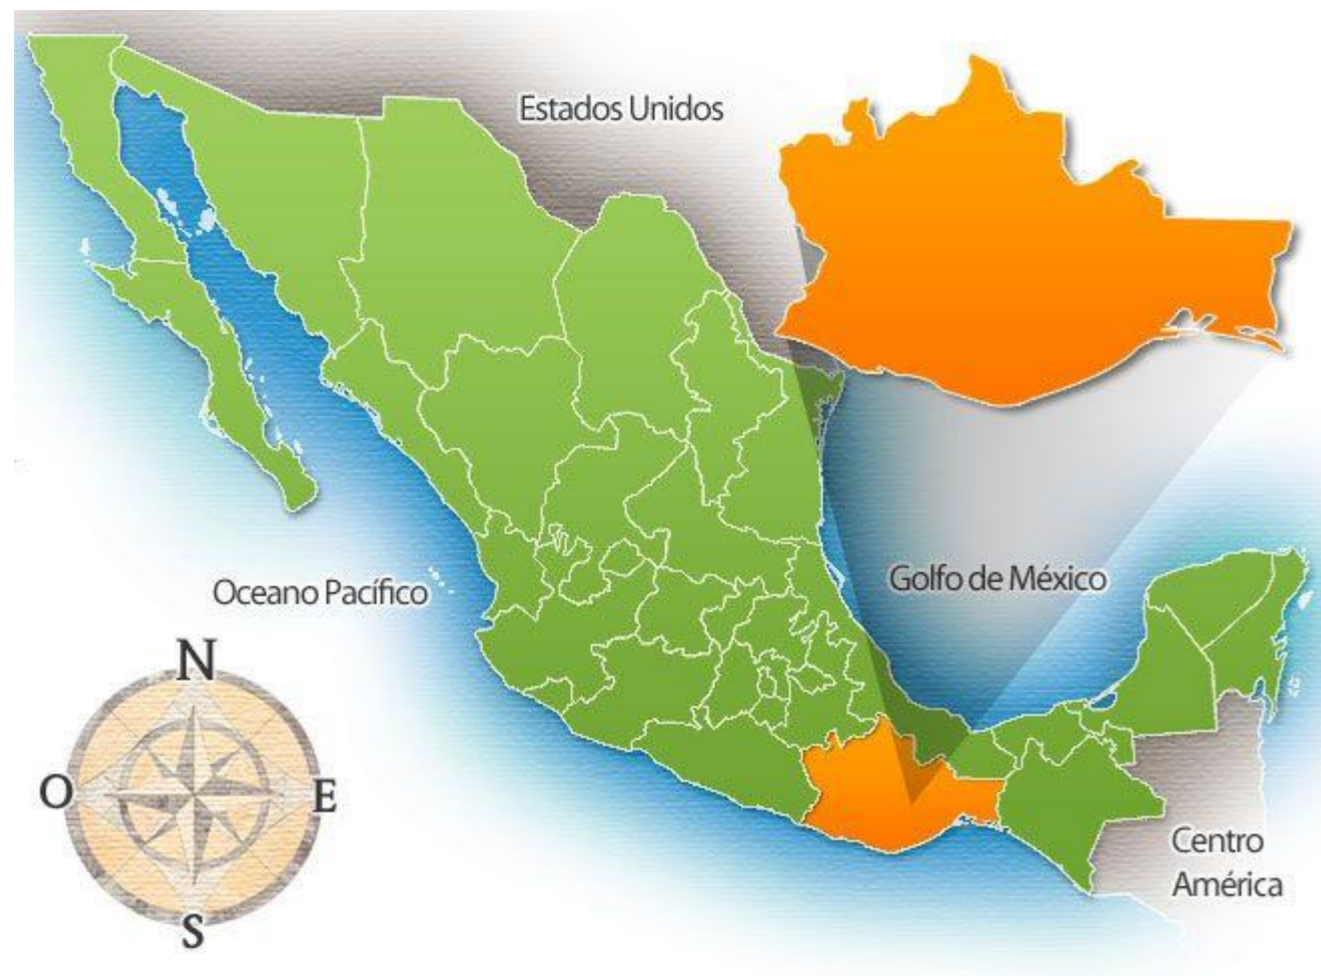 Estados Unidos
Golfo de México
Oceano Pacífico
N
O
E
S
Centro
América